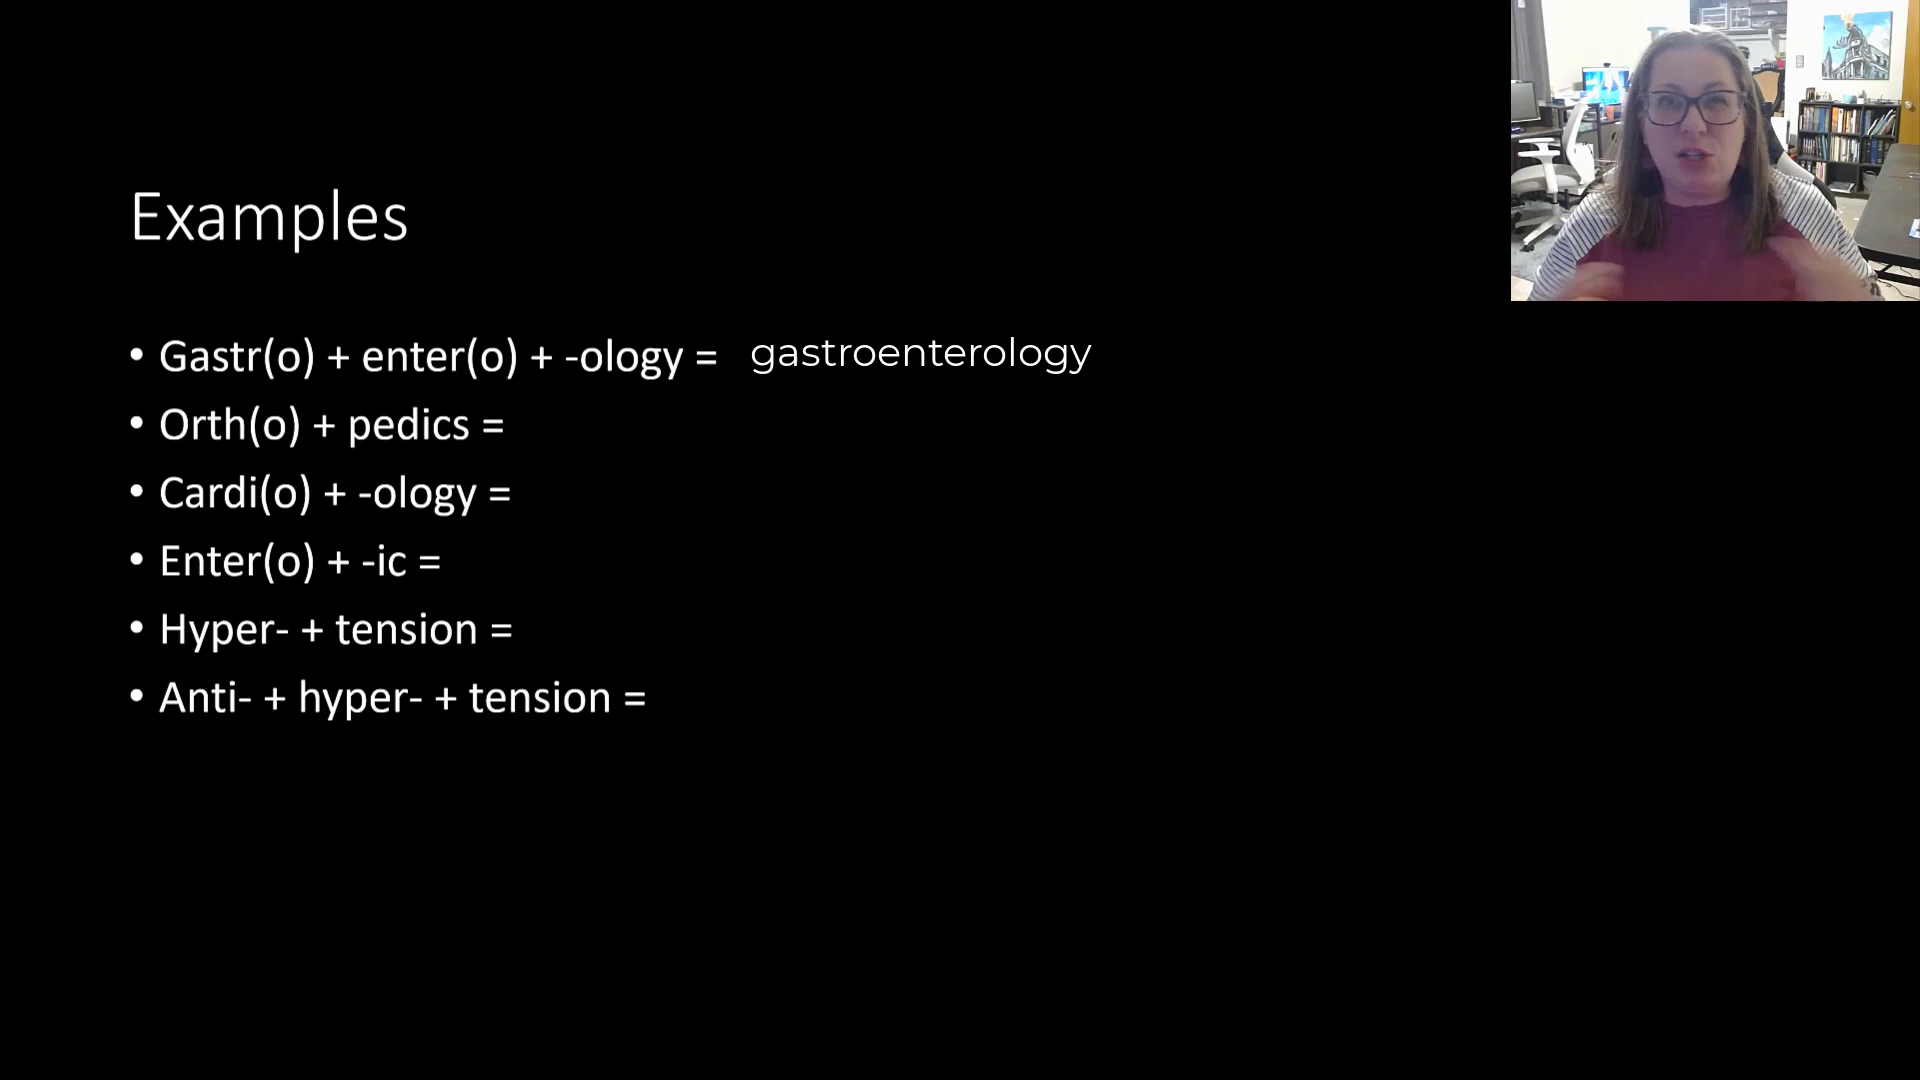 Examples
• Gastr(o) + enter(o) + -ology = gastroenterology
• Orth(o) + pedics =
• Cardi(o) + -ology =
• Enter(o) + -ic =
• Hyper- + tension =
• Anti- + hyper- + tension =